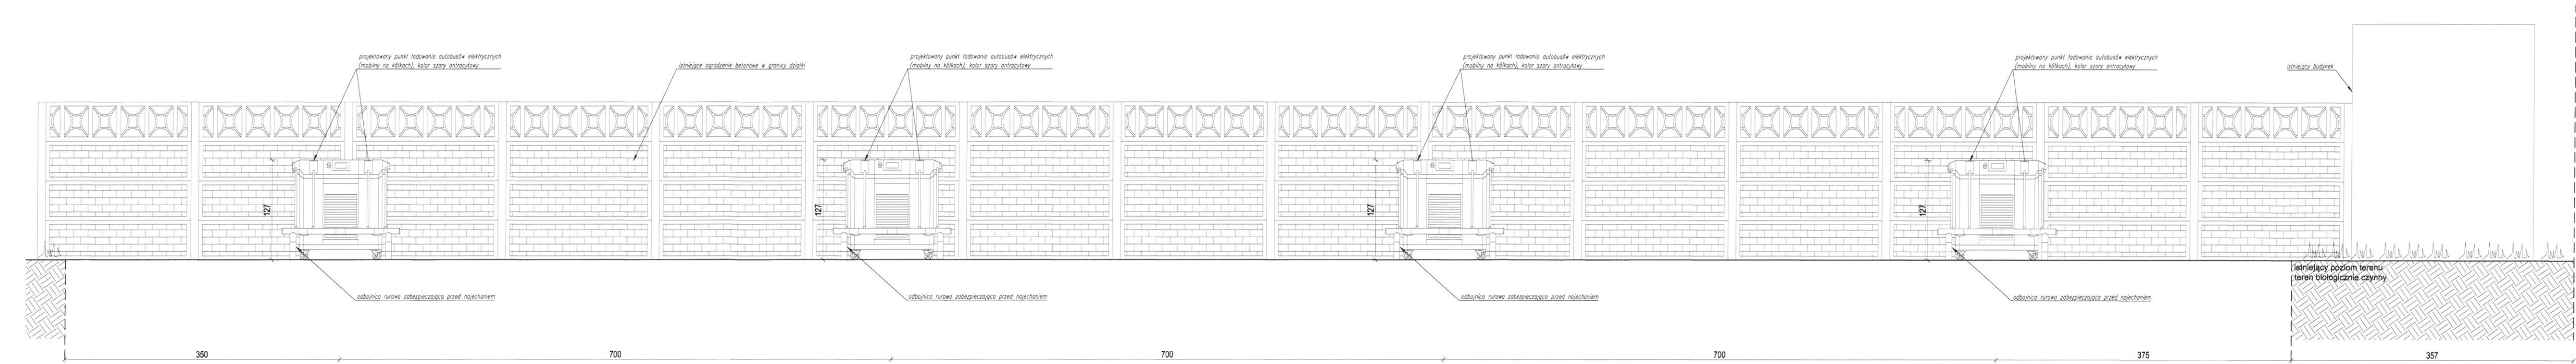 projektowany punkt ładowania autobusów elektrycznych
(mobilny na kółkach), kolor szary antracytowy
istniejące ogrodzenie betonowe w granicy działki
projektowany punkt ładowania autobusów elektrycznych
(mobilny na kółkach), kolor szary antracytowy
projektowany punkt ładowania autobusów elektrycznych
(mobilny na kółkach), kolor szary antracytowy
projektowany punkt ładowania autobusów elektrycznych
(mobilny na kółkach), kolor szary antracytowy
istniejący budynek
127
127
127
127
istniejący poziom terenu
teren biologicznie czynny
odbojnica rurowa zabezpieczająca przed najechaniem
odbojnica rurowa zabezpieczająca przed najechaniem
odbojnica rurowa zabezpieczająca przed najechaniem
odbojnica rurowa zabezpieczająca przed najechaniem
350
700
700
700
375
357